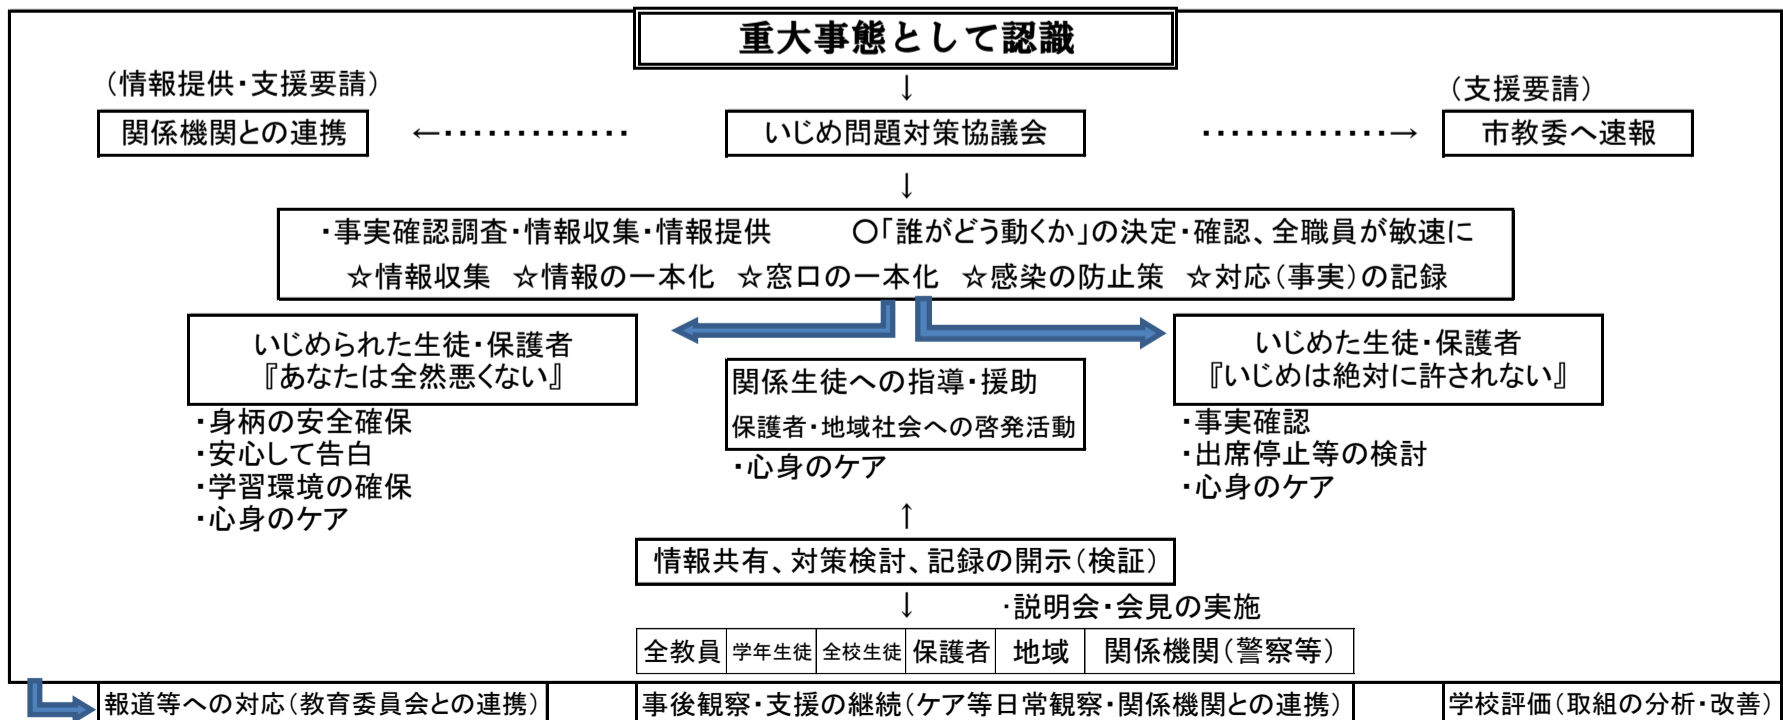 重大事態として認識
(情報提供・支援要請)
↓
(支援要請)
関係機関との連携
←‥‥‥‥‥‥
いじめ問題対策協議会
‥‥‥‥‥‥→
市教委へ速報
↓
・事実確認調査・情報収集・情報提供 〇「誰がどう動くか」の決定・確認、全職員が敏速に
☆情報収集 ☆情報の一本化 ☆窓口の一本化 ☆感染の防止策 ☆対応(事実)の記録
いじめられた生徒・保護者
『あなたは全然悪くない』
・身柄の安全確保
・安心して告白
・学習環境の確保
・心身のケア
関係生徒への指導・援助
保護者・地域社会への啓発活動
・心身のケア
いじめた生徒・保護者
『いじめは絶対に許されない』
・事実確認
・出席停止等の検討
・心身のケア
↑
情報共有、対策検討、記録の開示(検証)
↓ ・説明会・会見の実施
全教員 学年生徒 全校生徒 保護者 地域 関係機関(警察等)
報道等への対応(教育委員会との連携) 事後観察・支援の継続(ケア等日常観察・関係機関との連携) 学校評価(取組の分析・改善)